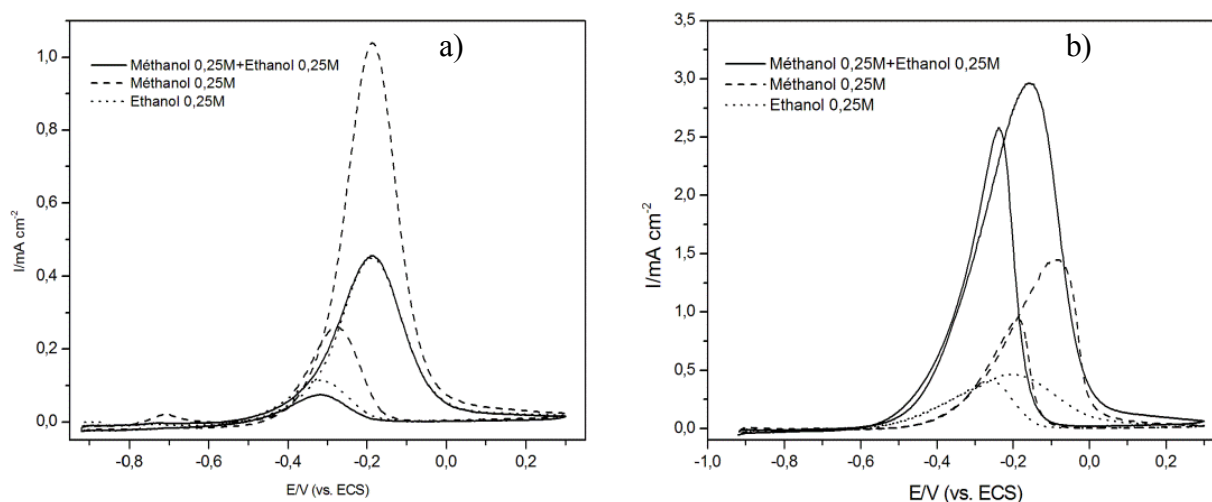 a)
Méthanol 0,25M+Ethanol 0,25M
Méthanol 0,25M
Ethanol 0,25M
1,0
0,8
0,6
0,4
0,2
0,0
I/mA cm-2
-0,8 -0,6 -0,4 -0,2 0,0 0,2
E/V (vs. ECS)
b)
Méthanol 0,25M+Ethanol 0,25M
Méthanol 0,25M
Ethanol 0,25M
3,5
3,0
2,5
2,0
1,5
1,0
0,5
0,0
I/mA cm-2
-1,0 -0,8 -0,6 -0,4 -0,2 0,0 0,2
E/V (vs. ECS)